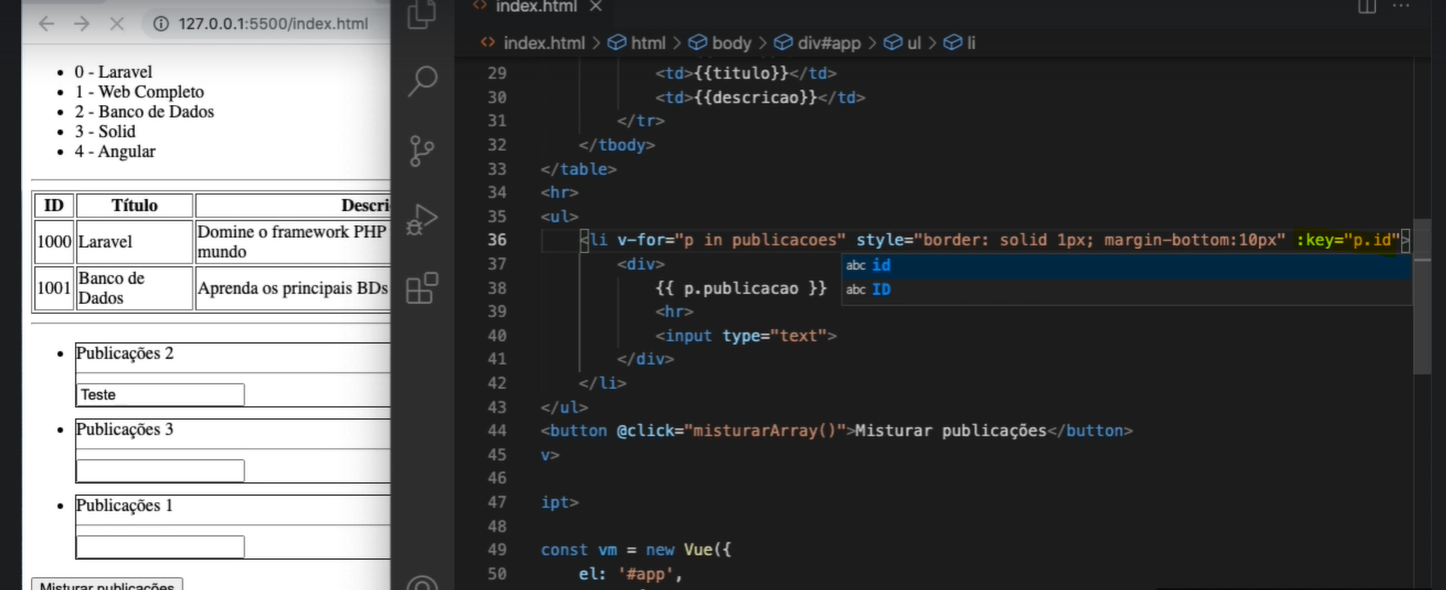 127.0.0.1:5500/index.html
0 - Laravel
1 - Web Completo
2 - Banco de Dados
3 - Solid
4 - Angular
ID Título Descri
1000 Laravel Domine o framework PHP
mundo
1001 Banco de
Dados Aprenda os principais BDs
Publicações 2
Teste
Publicações 3
Publicações 1
Misturar publicações
index.html
index.html > html > body > div#app > ul > li
29 <td>{{titulo}}</td>
30 <td>{{descricao}}</td>
31 </tr>
32 </tbody>
33 </table>
34 <hr>
35 <ul>
36 <li v-for="p in publicacoes" style="border: solid 1px; margin-bottom:10px" :key="p.id">
abc id
abc ID
37 <div>
38 {{ p.publicacao }}
39 <hr>
40 <input type="text">
41 </div>
42 </li>
43 </ul>
44 <button @click="misturarArray()">Misturar publicações</button>
45 v>
46
47 ipt>
48
49 const vm = new Vue({
50 el: '#app',